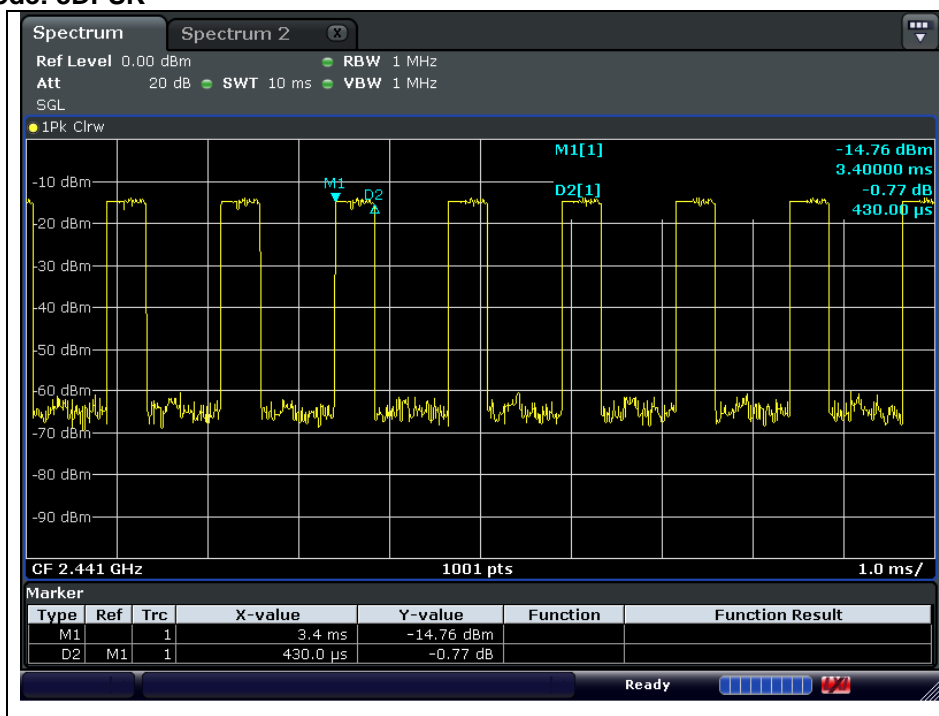 Spectrum Spectrum 2 X
Ref Level 0.00 dBm RBW 1 MHz
Att 20 dB SWT 10 ms VBW 1 MHz
SGL
1Pk Clrw
M1[1] -14.76 dBm
3.40000 ms
D2[1] -0.77 dB
430.00 µs
M1
D2
-10 dBm
-20 dBm
-30 dBm
-40 dBm
-50 dBm
-60 dBm
-70 dBm
-80 dBm
-90 dBm
CF 2.441 GHz 1001 pts 1.0 ms/
Marker
Type Ref Trc X-value Y-value Function Function Result
M1 1 3.4 ms -14.76 dBm
D2 M1 1 430.0 µs -0.77 dB
Ready